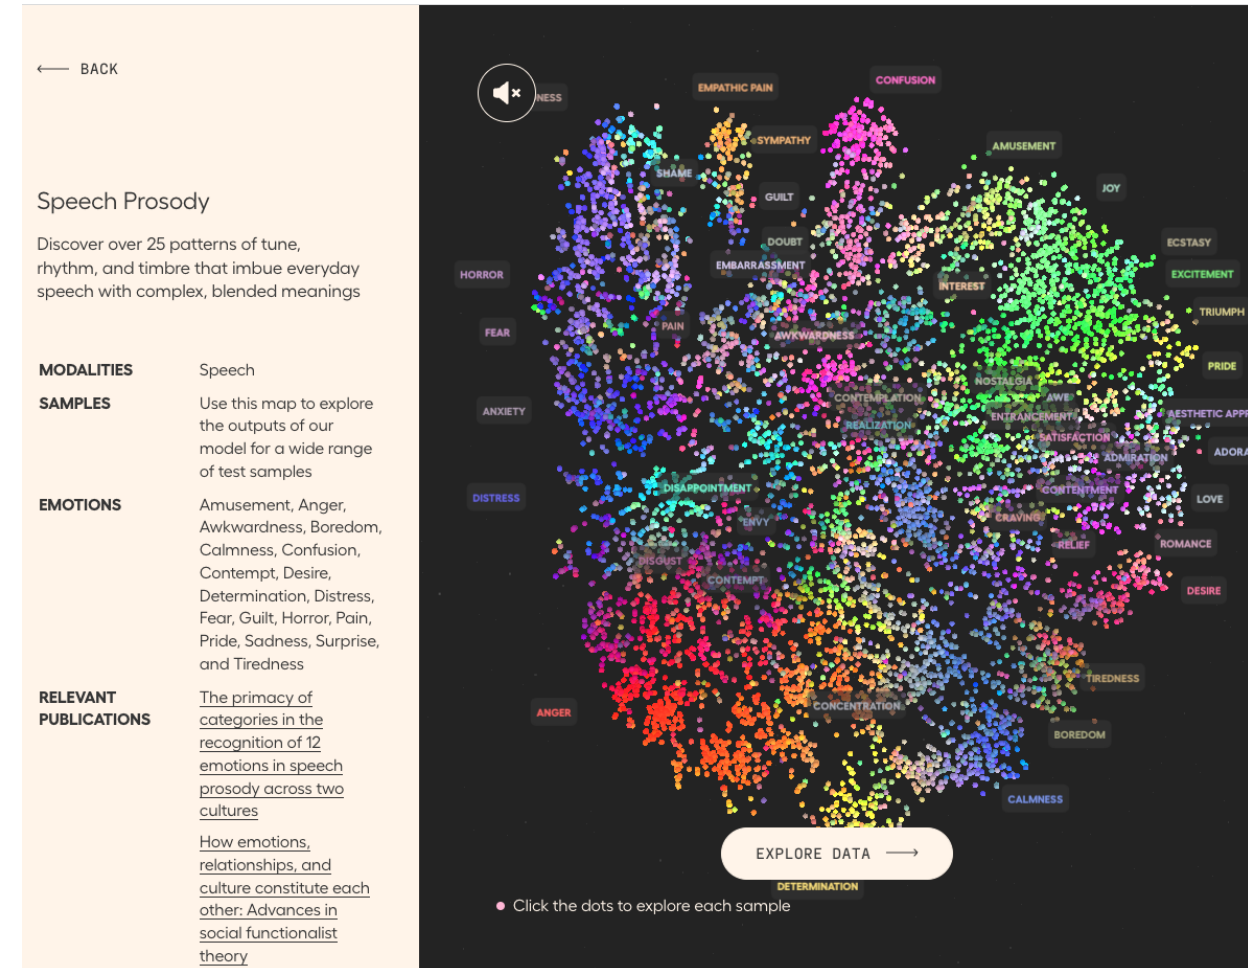 BACK
Speech Prosody
Discover over 25 patterns of tune,
rhythm, and timbre that imbue everyday
speech with complex, blended meanings
MODALITIES
Speech
SAMPLES
Use this map to explore
the outputs of our
model for a wide range
of test samples
EMOTIONS
Amusement, Anger,
Awkwardness, Boredom,
Calmness, Confusion,
Contempt, Desire,
Determination, Distress,
Fear, Guilt, Horror, Pain,
Pride, Sadness, Surprise,
and Tiredness
RELEVANT
PUBLICATIONS
The primacy of
categories in the
recognition of 12
emotions in speech
prosody across two
cultures
How emotions,
relationships, and
culture constitute each
other: Advances in
social functionalist
theory
NESS
EMPATHIC PAIN
CONFUSION
SYMPATHY
AMUSEMENT
SHAME
JOY
GUILT
DOUBT
ECSTASY
EMBARRASSMENT
HORROR
EXCITEMENT
INTEREST
TRIUMPH
PAIN
FEAR
AWKWARDNESS
PRIDE
NOSTALGIA
CONTEMPLATION
AWE
ANXIETY
ENTRANCEMENT
AESTHETIC APPR
REALIZATION
SATISFACTION
ADORA
ADMIRATION
DISAPPOINTMENT
CONTENTMENT
DISTRESS
LOVE
ENVY
CRAVING
RELIEF
ROMANCE
DISGUST
CONTEMPT
DESIRE
TIREDNESS
CONCENTRATION
ANGER
BOREDOM
CALMNESS
EXPLORE DATA
DETERMINATION
Click the dots to explore each sample